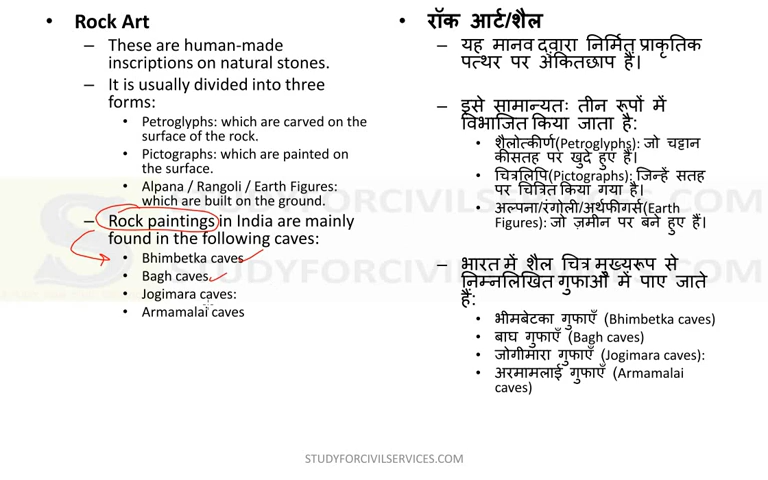 • Rock Art
– These are human-made
inscriptions on natural stones.
– It is usually divided into three
forms:
• Petroglyphs: which are carved on the
surface of the rock.
• Pictographs: which are painted on
the surface.
• Alpana / Rangoli / Earth Figures:
which are built on the ground.
– Rock paintings in India are mainly
found in the following caves:
• Bhimbetka caves
• Bagh caves
• Jogimara caves:
• Armamalai caves
• रॉक आर्ट/शैल
– यह मानव द्वारा निर्मित प्राकृतिक
पत्थर पर अंकितछाप हैं।
– इसे सामान्यतः तीन रूपों में
विभाजित किया जाता है:
• शैलोत्कीर्ण(Petroglyphs): जो चट्टान
कीसतह पर खुदे हुए हैं।
• चित्रलिपि(Pictographs): जिन्हें सतह
पर चित्रित किया गया है।
• अल्पना/रंगोली/अर्थफीगर्स(Earth
Figures): जो ज़मीन पर बने हुए हैं।
– भारत में शैल चित्र मुख्यरूप से
निम्नलिखित गुफाओं में पाए जाते
हैं:
• भीमबेटका गुफाएँ (Bhimbetka caves)
• बाघ गुफाएँ (Bagh caves)
• जोगीमारा गुफाएँ (Jogimara caves):
• अरमामलाई गुफाएँ (Armamalai
caves)
STUDYFORCIVILSERVICES.COM
STUDYFORCIVILSERVICES.COM
STUDYFORCIVILSERVICES.COM